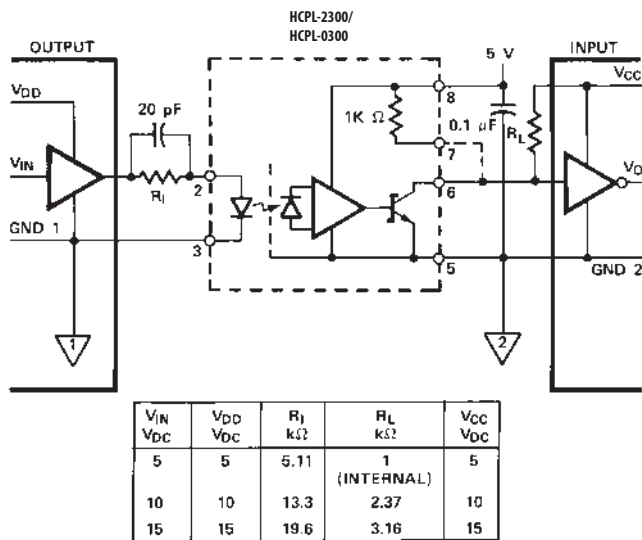 HCPL-2300/
HCPL-0300
OUTPUT
INPUT
VDD
20 pF
VIN
RI
GND 1
1
2
3
1K Ω
8
7
6
5
5 V
0.1 µF
RL
VCC
VO
GND 2
2
VIN VDC
VDD VDC
RI kΩ
RL kΩ
VCC VDC
5 5 5.11 1 (INTERNAL) 5
10 10 13.3 2.37 10
15 15 19.6 3.16 15